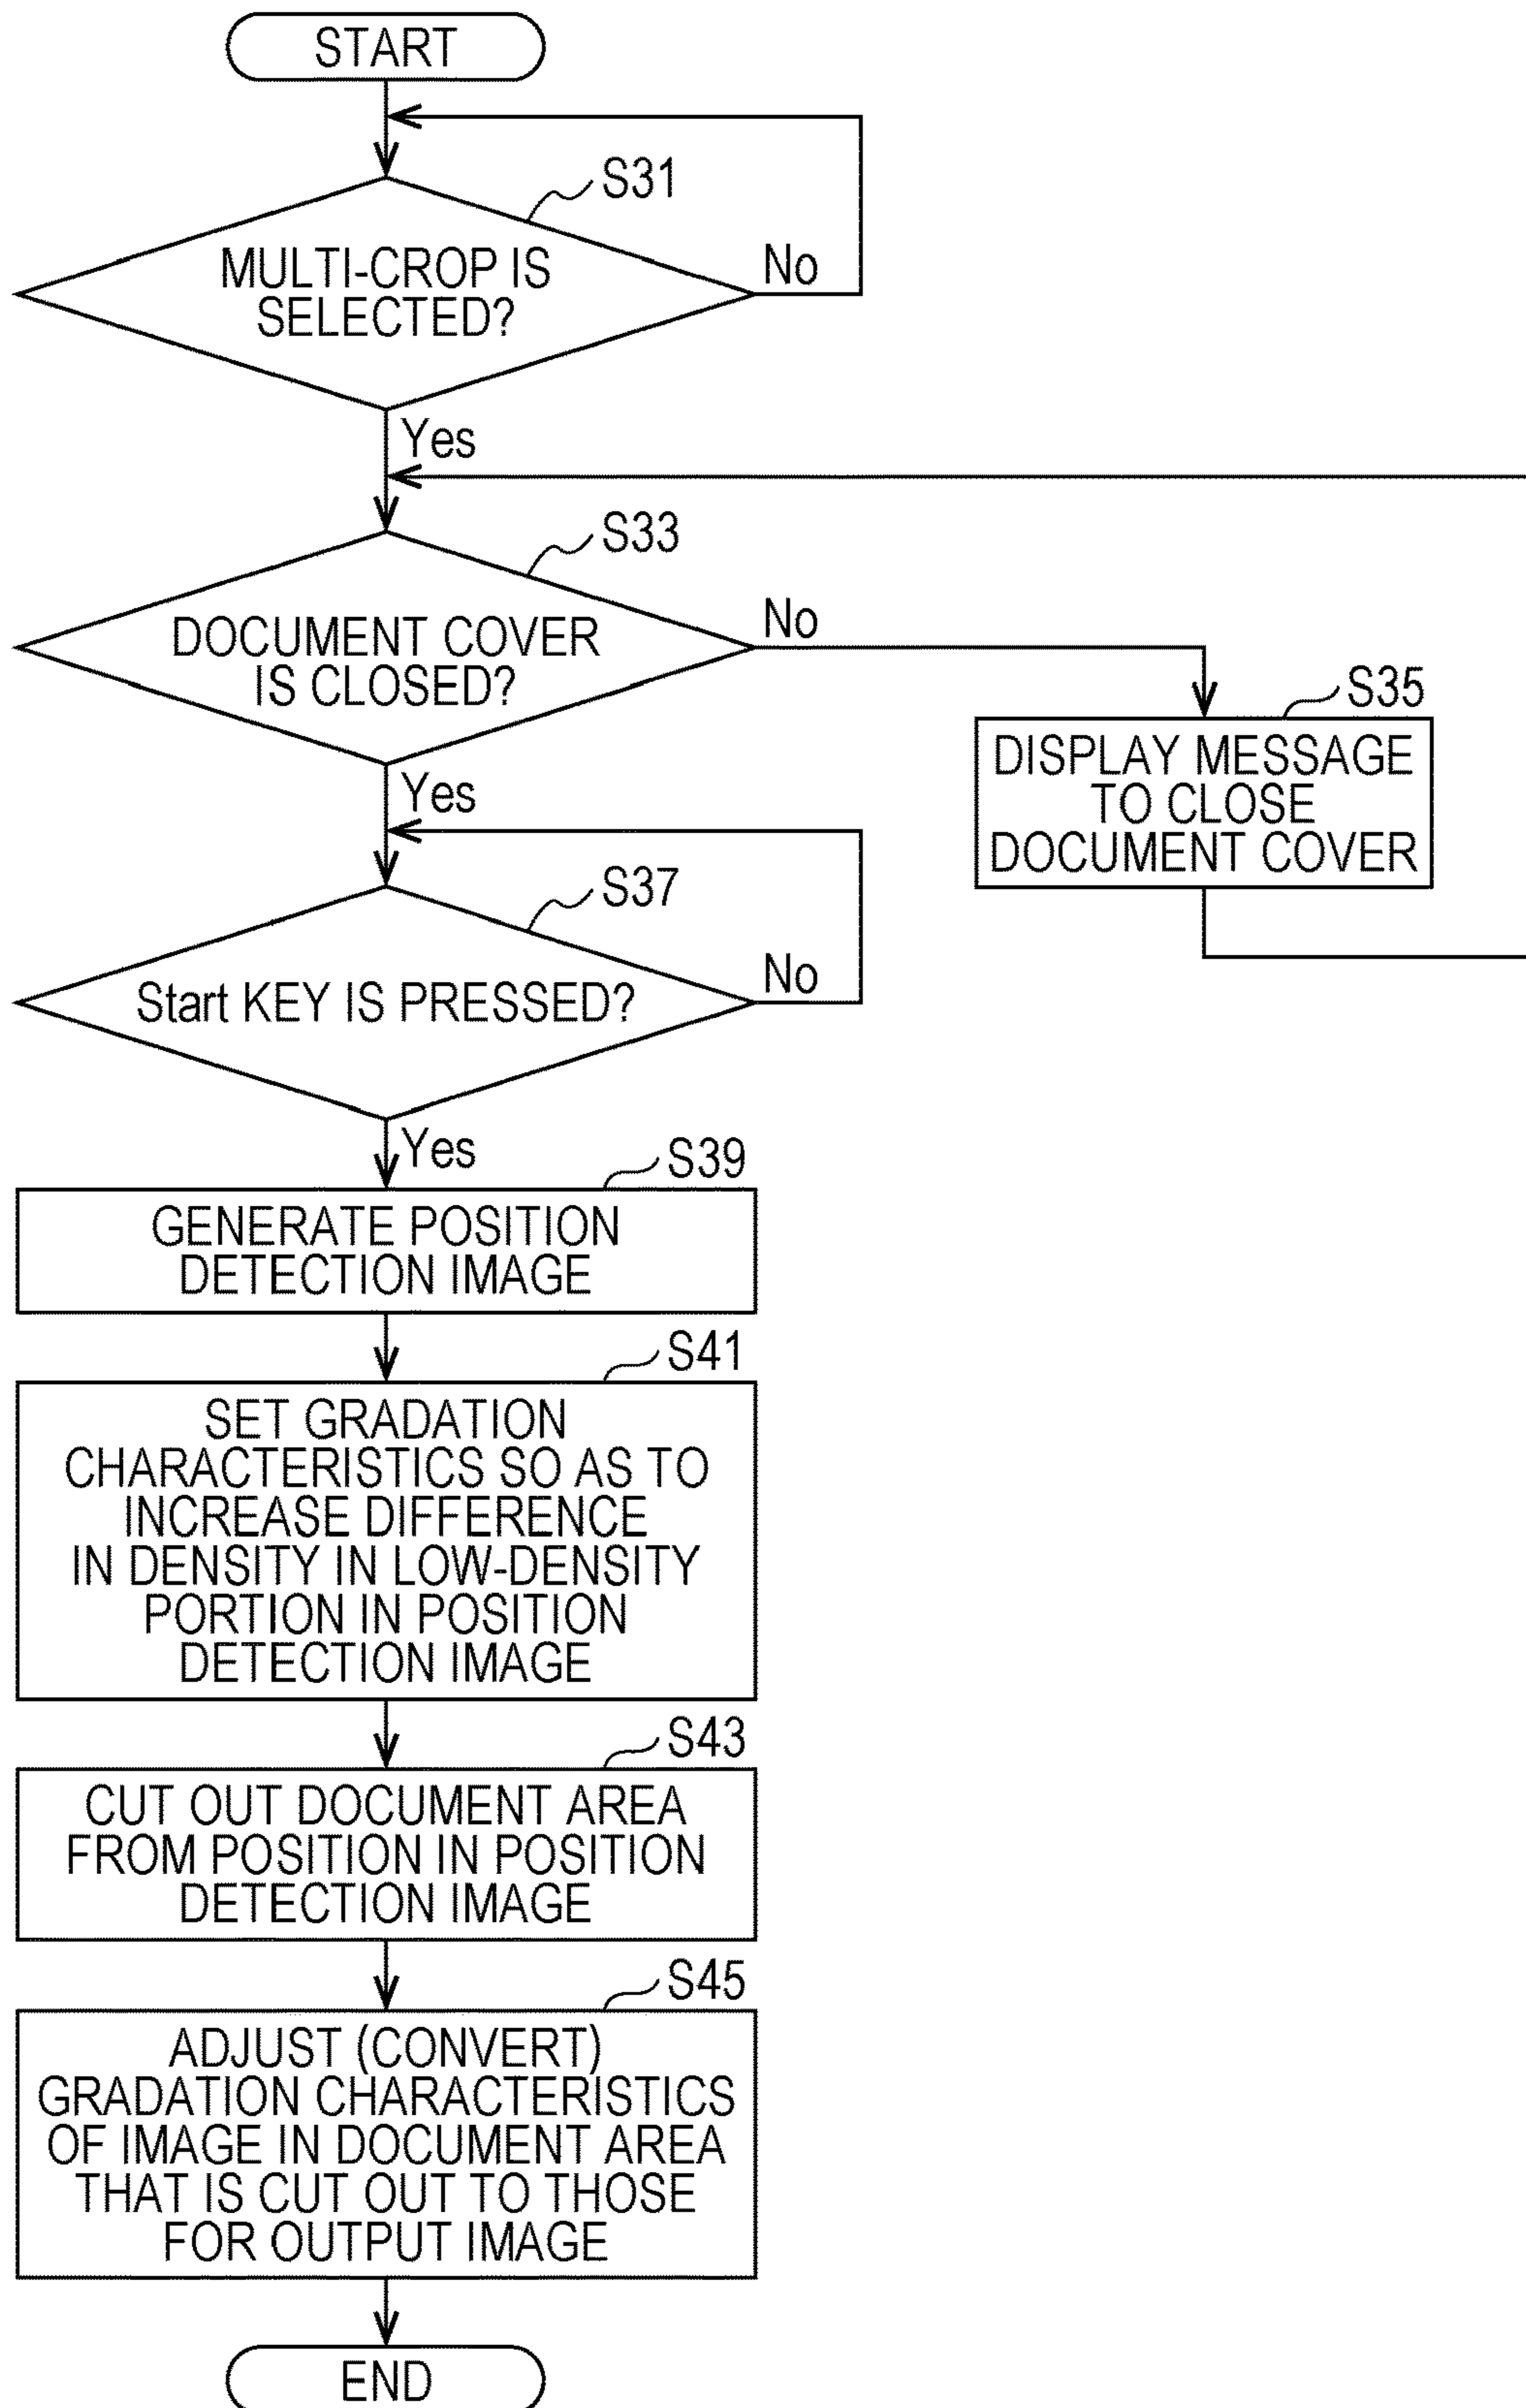 START
S31
MULTI-CROP IS
SELECTED?
No
Yes
S33
DOCUMENT COVER
IS CLOSED?
No
S35
DISPLAY MESSAGE
TO CLOSE
DOCUMENT COVER
Yes
S37
Start KEY IS PRESSED?
No
Yes
S39
GENERATE POSITION
DETECTION IMAGE
S41
SET GRADATION
CHARACTERISTICS SO AS TO
INCREASE DIFFERENCE
IN DENSITY IN LOW-DENSITY
PORTION IN POSITION
DETECTION IMAGE
S43
CUT OUT DOCUMENT AREA
FROM POSITION IN POSITION
DETECTION IMAGE
S45
ADJUST (CONVERT)
GRADATION CHARACTERISTICS
OF IMAGE IN DOCUMENT AREA
THAT IS CUT OUT TO THOSE
FOR OUTPUT IMAGE
END